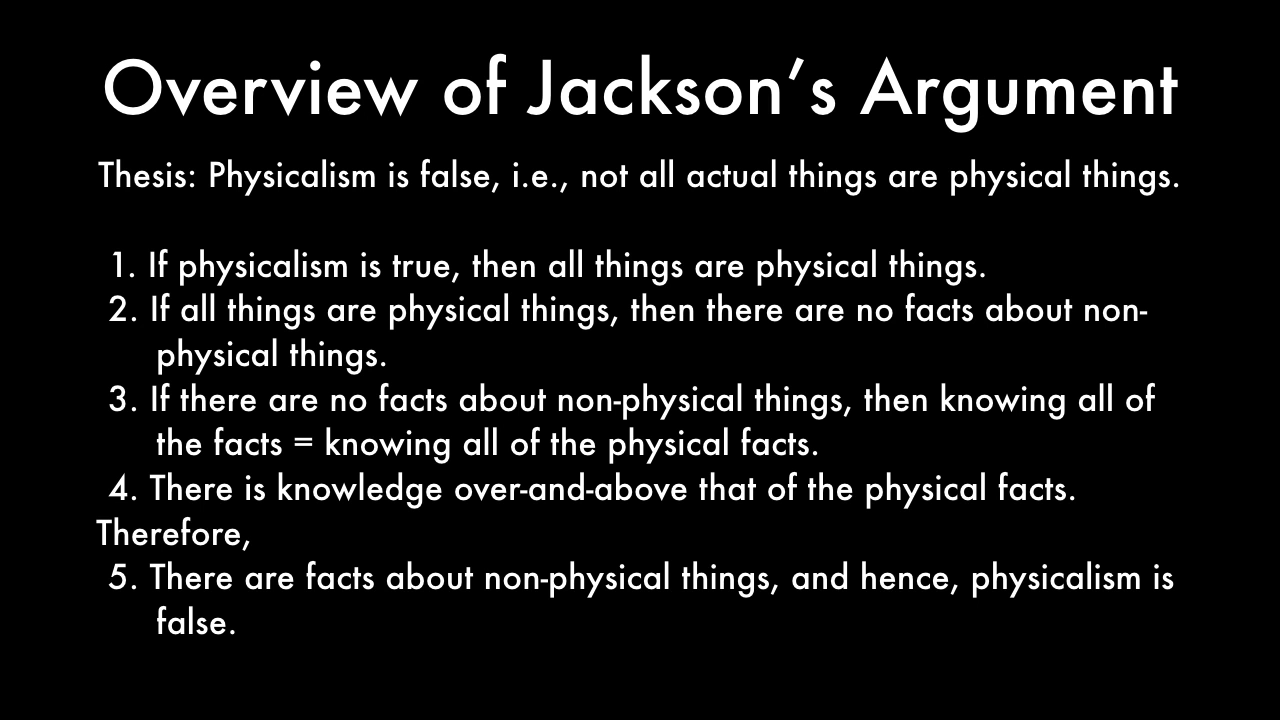 Overview of Jackson’s Argument
Thesis: Physicalism is false, i.e., not all actual things are physical things.
1. If physicalism is true, then all things are physical things.
2. If all things are physical things, then there are no facts about non-
physical things.
3. If there are no facts about non-physical things, then knowing all of
the facts = knowing all of the physical facts.
4. There is knowledge over-and-above that of the physical facts.
Therefore,
5. There are facts about non-physical things, and hence, physicalism is
false.